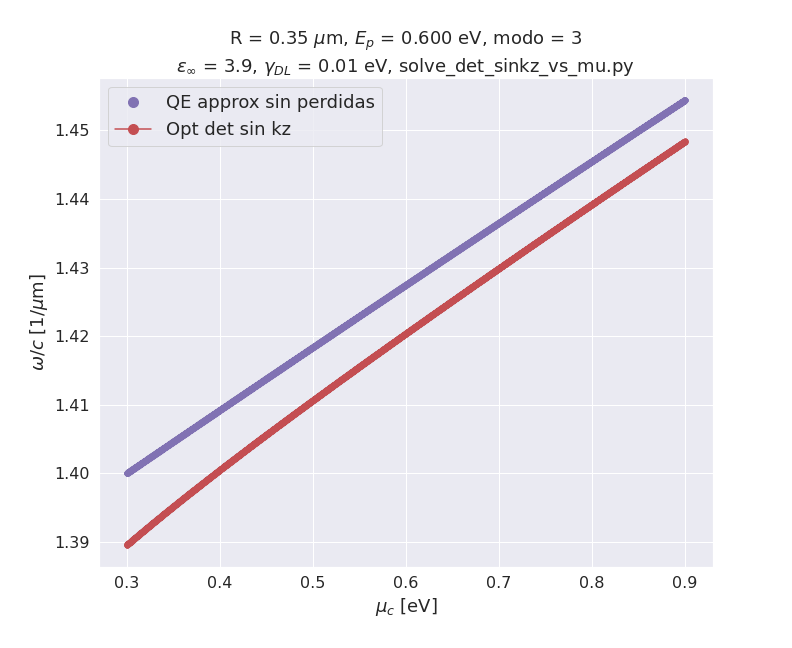 R = 0.35 μm, E_p = 0.600 eV, modo = 3
ε_∞ = 3.9, γ_DL = 0.01 eV, solve_det_sinkz_vs_mu.py
QE approx sin perdidas
Opt det sin kz
1.45
1.44
1.43
1.42
1.41
1.40
1.39
ω/c [1/μm]
0.3 0.4 0.5 0.6 0.7 0.8 0.9
μ_c [eV]